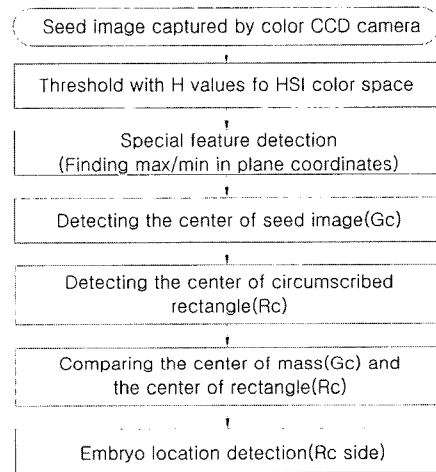 Seed image captured by color CCD camera
Threshold with H values fo HSI color space
Special feature detection
(Finding max/min in plane coordinates)
Detecting the center of seed image(Gc)
Detecting the center of circumscribed
rectangle(Rc)
Comparing the center of mass(Gc) and
the center of rectangle(Rc)
Embryo location detection(Rc side)